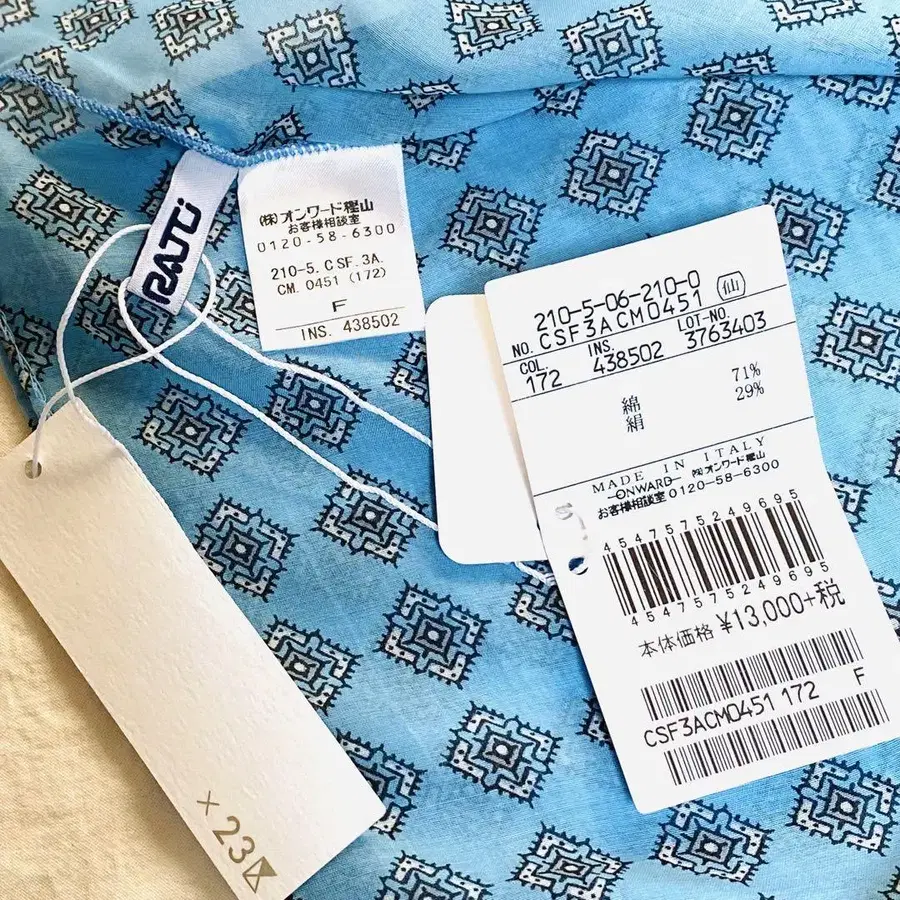 RATTI
(株)オンワード樫山
お客様相談室
0120-58-6300
210-5. CSF. 3A.
CM. 0451 (172)
F
INS. 438502
210-5-06-210-0
NO. CSF3ACM0451 仙
COL. INS. LOT-NO.
172 438502 3763403
綿 71%
絹 29%
MADE IN ITALY
ONWARD (株)オンワード樫山
お客様相談室 0120-58-6300
4547575249695
4547575249695
本体価格 ¥13,000+税
CSF3ACM0451 172 F
× 23区